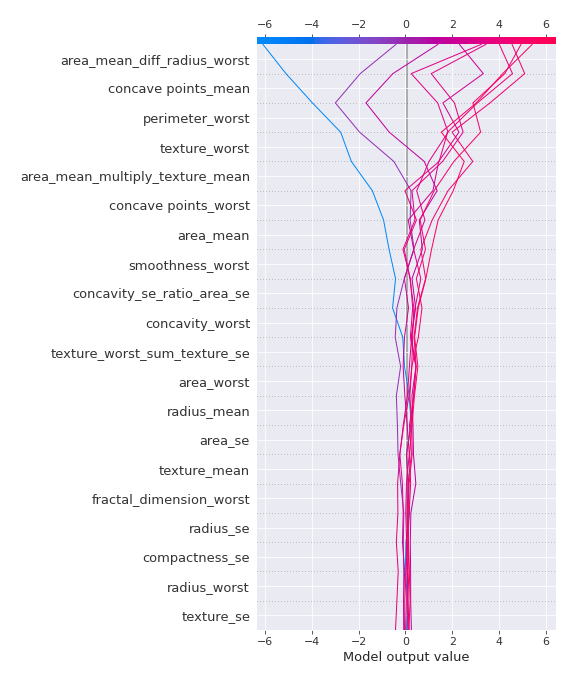 −6 −4 −2 0 2 4 6
area_mean_diff_radius_worst
concave points_mean
perimeter_worst
texture_worst
area_mean_multiply_texture_mean
concave points_worst
area_mean
smoothness_worst
concavity_se_ratio_area_se
concavity_worst
texture_worst_sum_texture_se
area_worst
radius_mean
area_se
texture_mean
fractal_dimension_worst
radius_se
compactness_se
radius_worst
texture_se
−6 −4 −2 0 2 4 6
Model output value